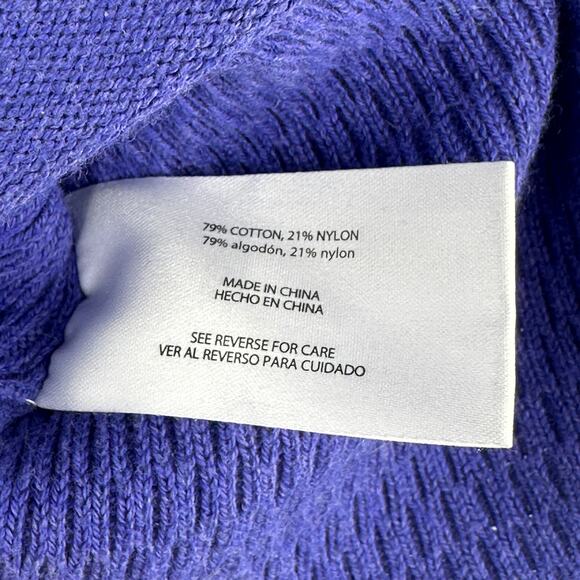 79% COTTON, 21% NYLON
79% algodón, 21% nylon
MADE IN CHINA
HECHO EN CHINA
SEE REVERSE FOR CARE
VER AL REVERSO PARA CUIDADO